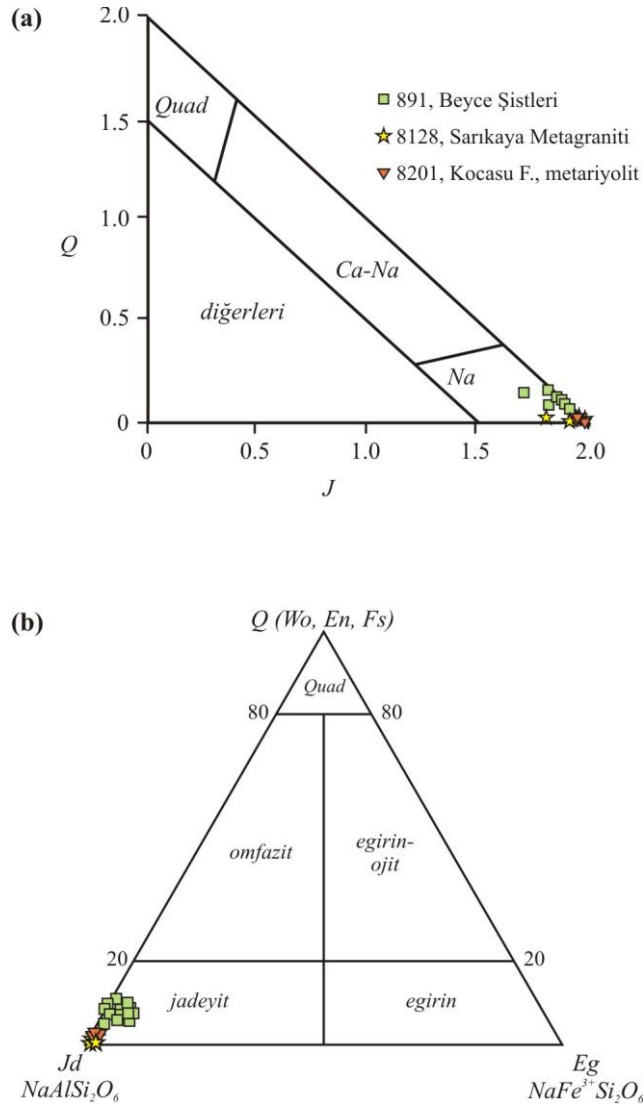 (a)
2.0
Quad
891, Beyce Şistleri
1.5
8128, Sarıkaya Metagraniti
8201, Kocasu F., metariyolit
1.0
Q
Ca-Na
diğerleri
0.5
Na
0
0 0.5 1.0 1.5 2.0
J
(b)
Q (Wo, En, Fs)
Quad
80 80
omfazit
egirin-
ojit
20 20
jadeyit egirin
Jd Eg
NaAlSi₂O₆ NaFe³⁺Si₂O₆